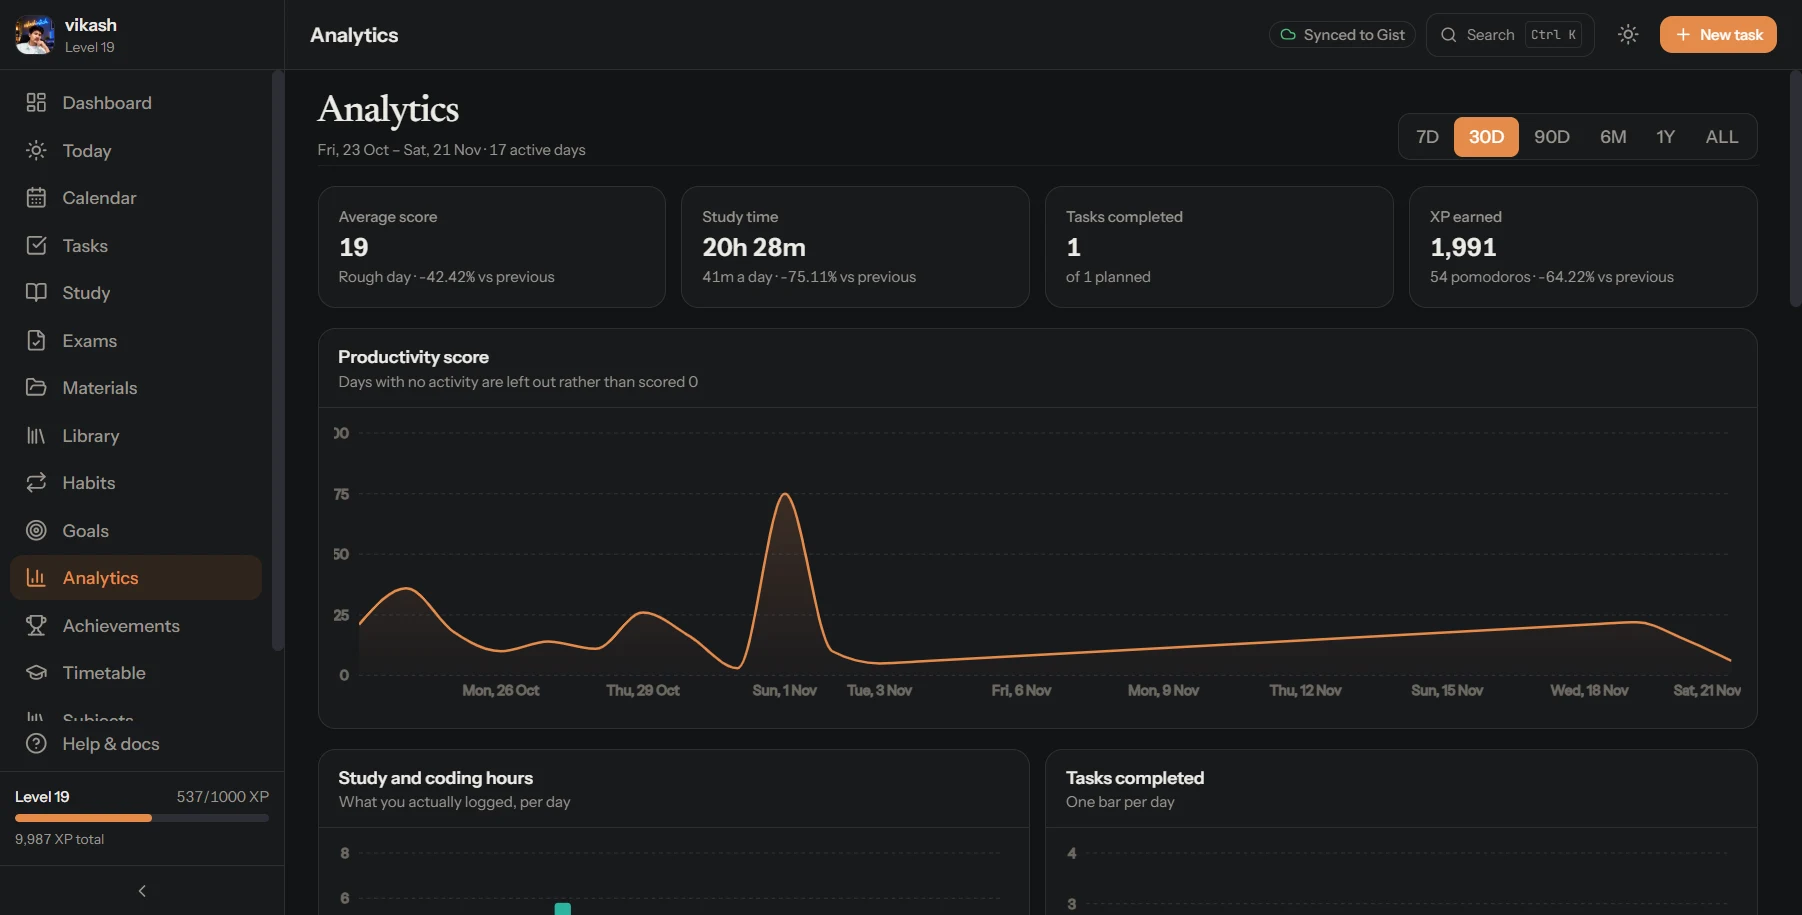 vikash
Level 19
Dashboard
Today
Calendar
Tasks
Study
Exams
Materials
Library
Habits
Goals
Analytics
Achievements
Timetable
Subjects
Help & docs
Level 19 537/1000 XP
9,987 XP total
Analytics
Synced to Gist
Search Ctrl K
New task
Analytics
Fri, 23 Oct – Sat, 21 Nov · 17 active days
7D 30D 90D 6M 1Y ALL
Average score
19
Rough day · -42.42% vs previous
Study time
20h 28m
41m a day · -75.11% vs previous
Tasks completed
1
of 1 planned
XP earned
1,991
54 pomodoros · -64.22% vs previous
Productivity score
Days with no activity are left out rather than scored 0
00
75
50
25
0
Mon, 26 Oct Thu, 29 Oct Sun, 1 Nov Tue, 3 Nov Fri, 6 Nov Mon, 9 Nov Thu, 12 Nov Sun, 15 Nov Wed, 18 Nov Sat, 21 Nov
Study and coding hours
What you actually logged, per day
8
6
Tasks completed
One bar per day
4
3